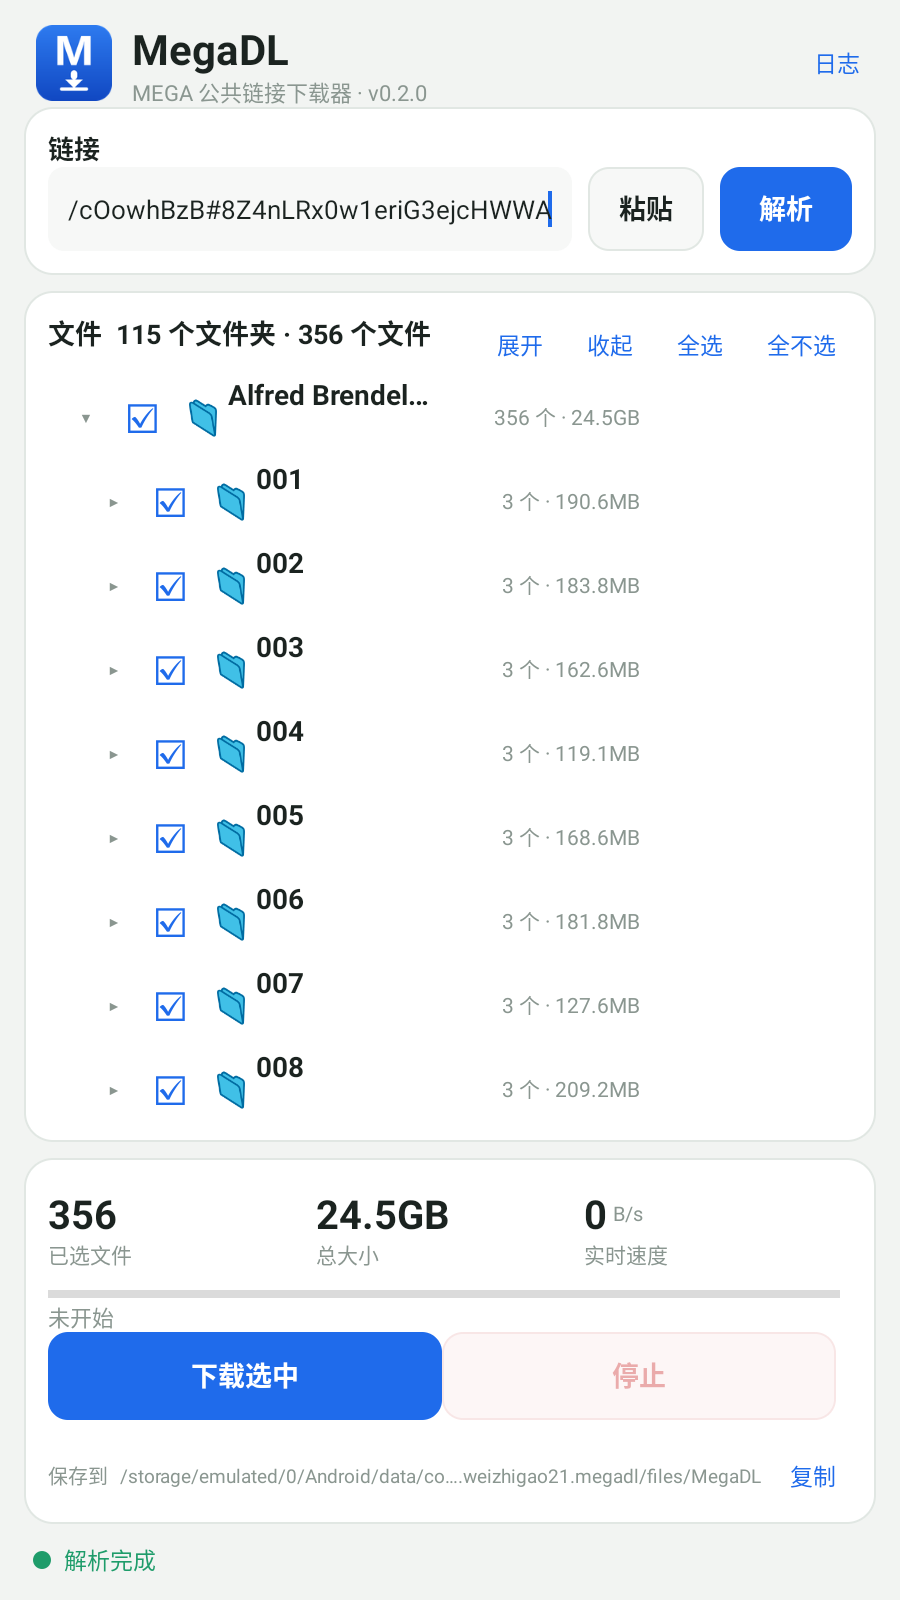 M
MegaDL
MEGA 公共链接下载器 · v0.2.0
日志
链接
/cOowhBzB#8Z4nLRx0w1eriG3ejcHWWA
粘贴
解析
文件 115 个文件夹 · 356 个文件
展开 收起 全选 全不选
Alfred Brendel...
356 个 · 24.5GB
001
3 个 · 190.6MB
002
3 个 · 183.8MB
003
3 个 · 162.6MB
004
3 个 · 119.1MB
005
3 个 · 168.6MB
006
3 个 · 181.8MB
007
3 个 · 127.6MB
008
3 个 · 209.2MB
356 24.5GB 0 B/s
已选文件 总大小 实时速度
未开始
下载选中 停止
保存到 /storage/emulated/0/Android/data/co....weizhigao21.megadl/files/MegaDL 复制
解析完成